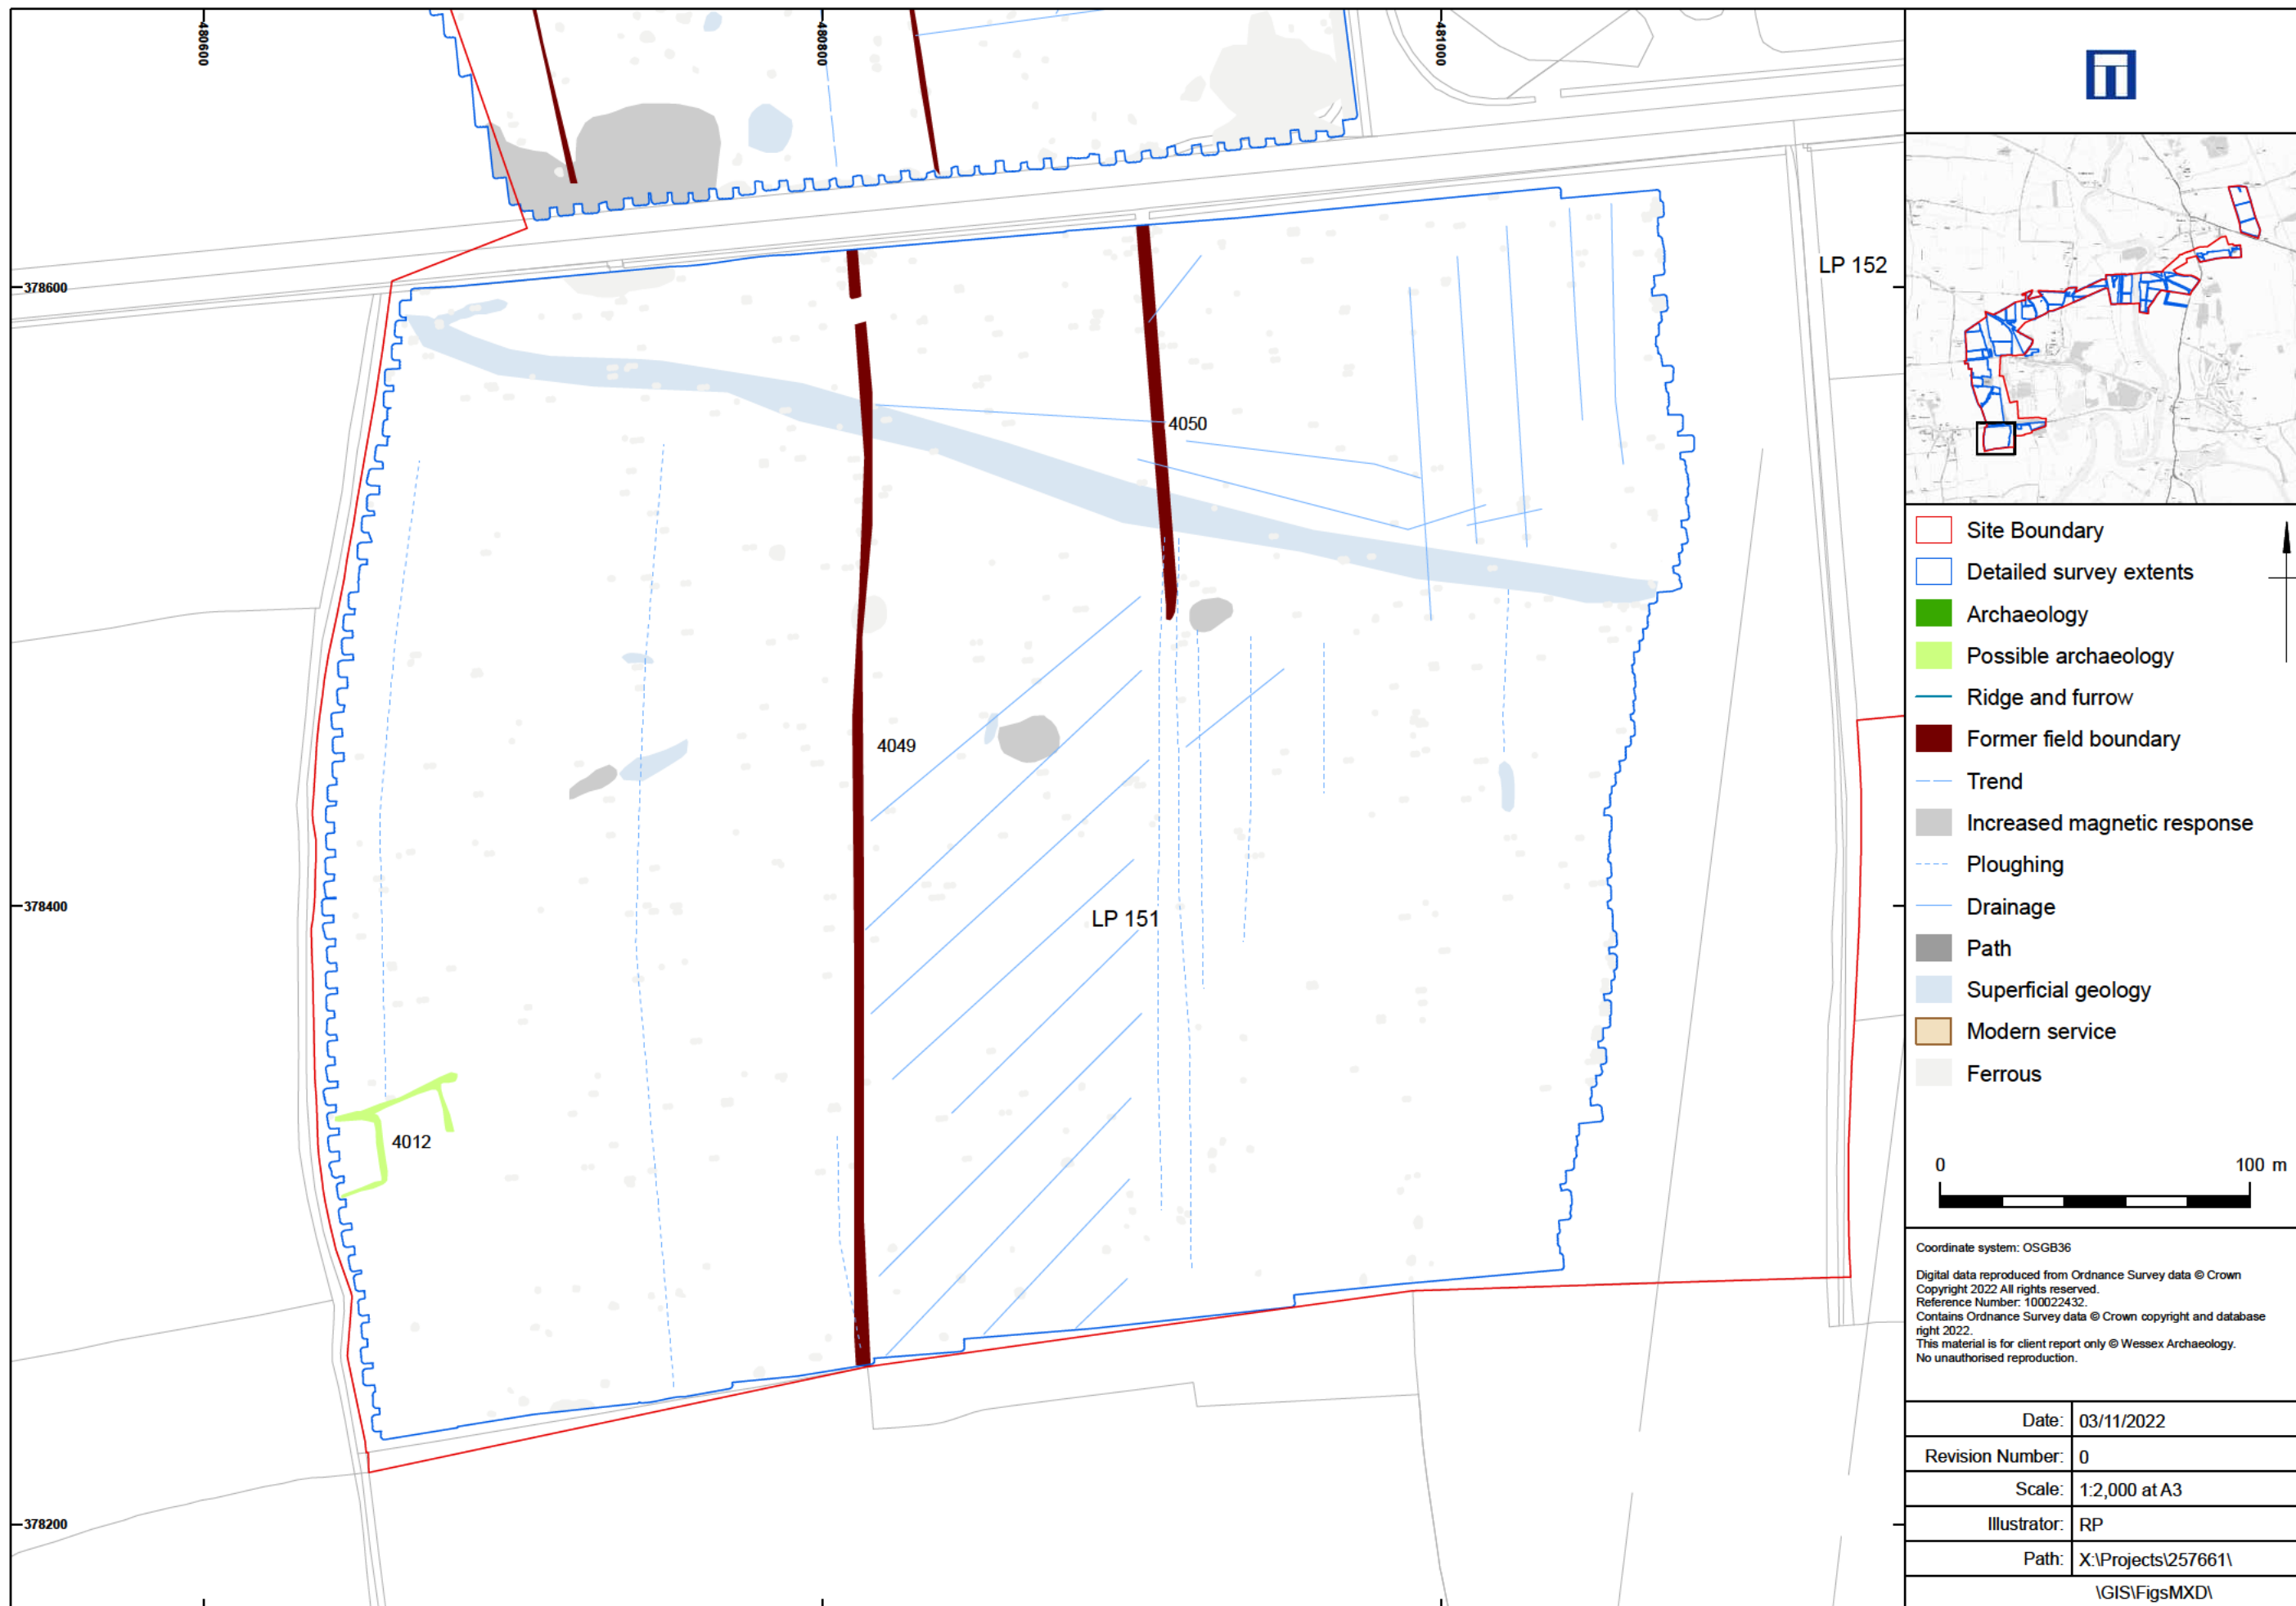 480600
480800
481000
378600
378400
378200
LP 152
4050
4049
LP 151
4012
Site Boundary
Detailed survey extents
Archaeology
Possible archaeology
Ridge and furrow
Former field boundary
Trend
Increased magnetic response
Ploughing
Drainage
Path
Superficial geology
Modern service
Ferrous
0 100 m
Coordinate system: OSGB36
Digital data reproduced from Ordnance Survey data © Crown
Copyright 2022 All rights reserved.
Reference Number: 100022432.
Contains Ordnance Survey data © Crown copyright and database
right 2022.
This material is for client report only © Wessex Archaeology.
No unauthorised reproduction.
Date: 03/11/2022
Revision Number: 0
Scale: 1:2,000 at A3
Illustrator: RP
Path: X:\Projects\257661\
\GIS\FigsMXD\